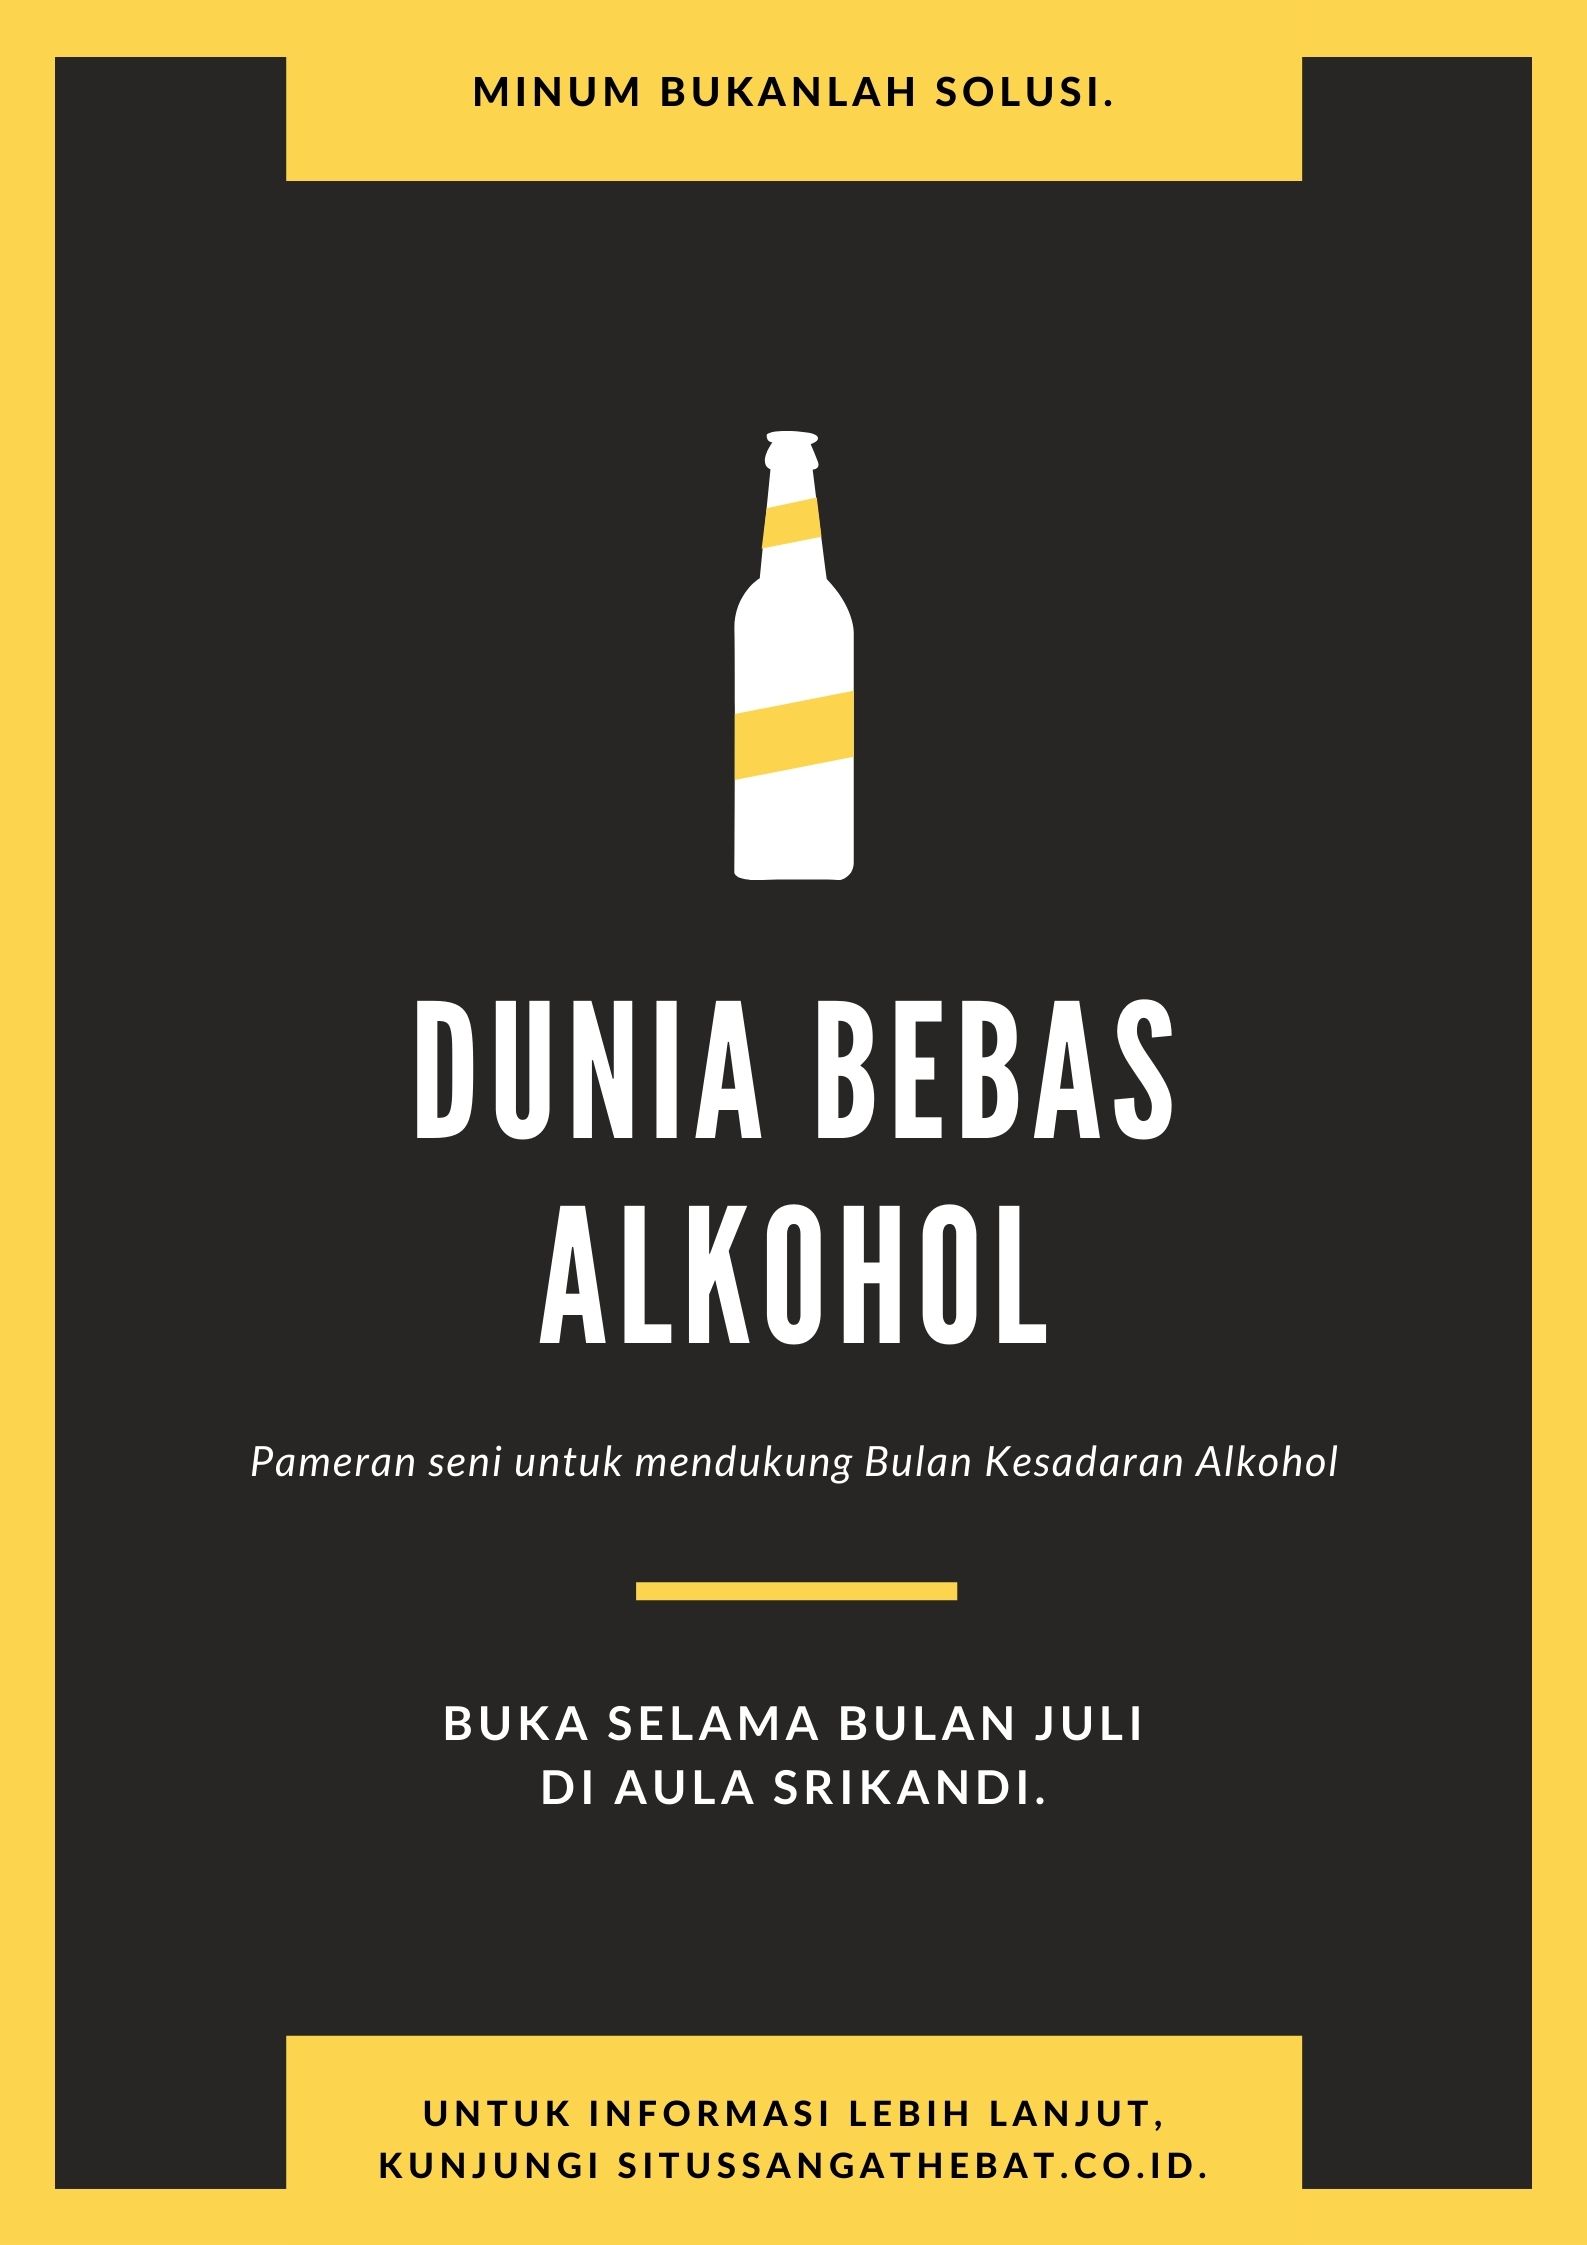 MINUM BUKANLAH SOLUSI.
DUNIA BEBAS
ALKOHOL
Pameran seni untuk mendukung Bulan Kesadaran Alkohol
BUKA SELAMA BULAN JULI
DI AULA SRIKANDI.
UNTUK INFORMASI LEBIH LANJUT,
KUNJUNGI SITUSSANGATHEBAT.CO.ID.